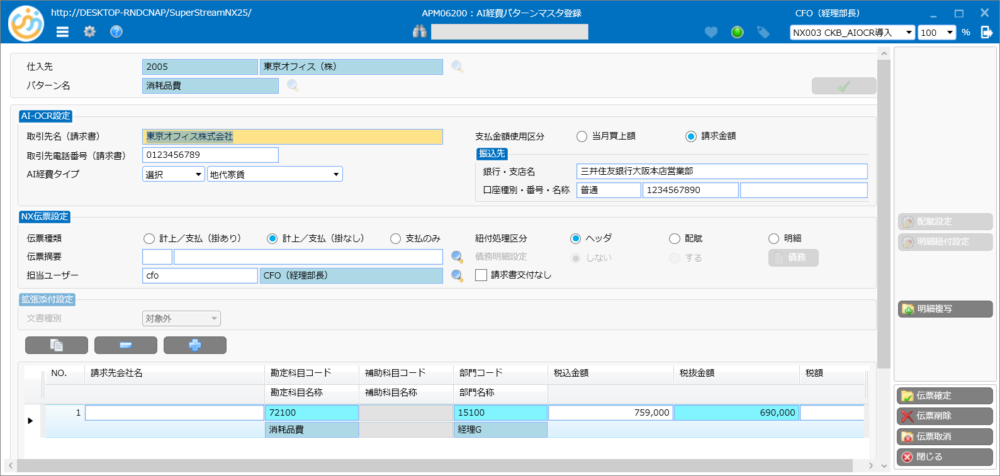 http://DESKTOP-RNDCNAP/SuperStreamNX25/
APM06200：AI経費パターンマスタ登録
CFO（経理部長）
NX003 CKB_AIOCR導入
100
%
仕入先
2005
東京オフィス（株）
パターン名
消耗品費
AI-OCR設定
取引先名（請求書）
東京オフィス株式会社
支払金額使用区分
当月買上額
請求金額
取引先電話番号（請求書）
0123456789
振込先
AI経費タイプ
選択
地代家賃
銀行・支店名
三井住友銀行大阪本店営業部
口座種別・番号・名称
普通
1234567890
NX伝票設定
伝票種類
計上／支払（掛あり）
計上／支払（掛なし）
支払のみ
紐付処理区分
ヘッダ
配賦
明細
伝票摘要
債務明細設定
しない
する
債務
担当ユーザー
cfo
CFO（経理部長）
請求書交付なし
拡張添付設定
文書種別
対象外
NO.
請求先会社名
勘定科目コード
補助科目コード
部門コード
税込金額
税抜金額
税額
勘定科目名称
補助科目名称
部門名称
1
72100
15100
759,000
690,000
消耗品費
経理G
配賦設定
明細紐付設定
明細複写
伝票確定
伝票削除
伝票取消
閉じる